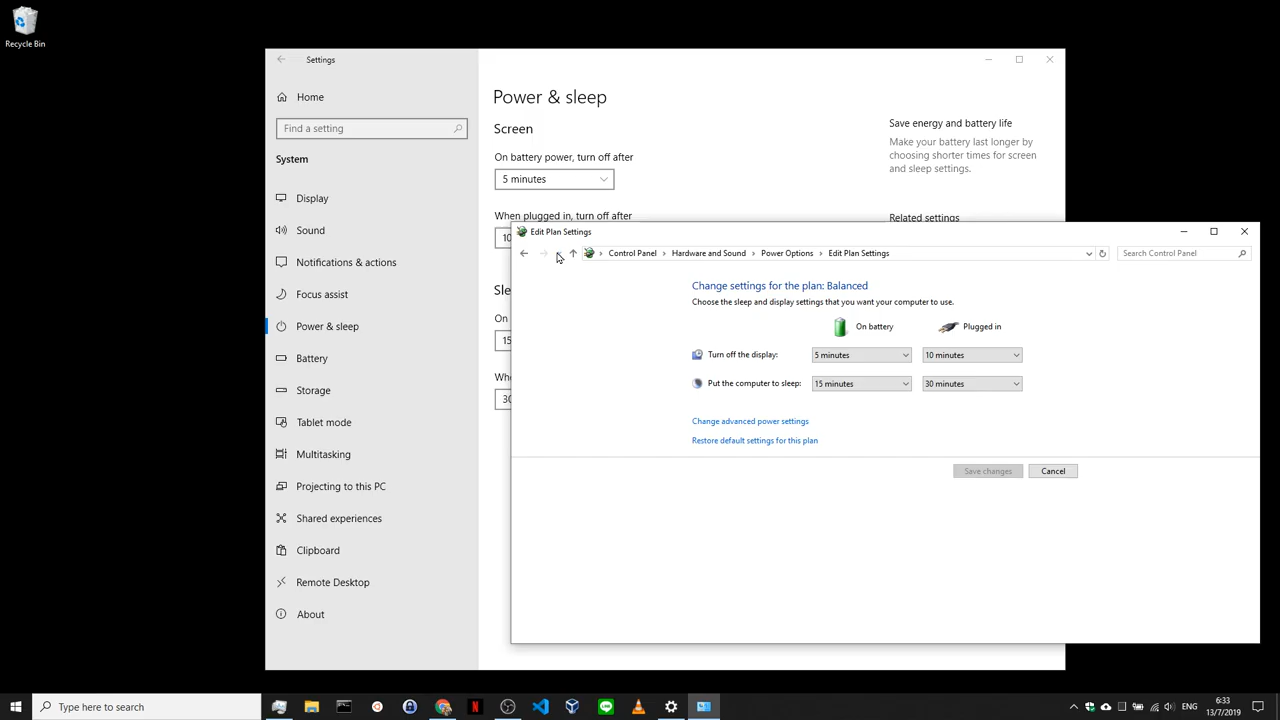 Recycle Bin
Settings
Home
Find a setting
System
Display
Sound
Notifications & actions
Focus assist
Power & sleep
Battery
Storage
Tablet mode
Multitasking
Projecting to this PC
Shared experiences
Clipboard
Remote Desktop
About
Power & sleep
Screen
On battery power, turn off after
5 minutes
When plugged in, turn off after
10
Sle
On
15
Whe
30
Save energy and battery life
Make your battery last longer by
choosing shorter times for screen
and sleep settings.
Related settings
Edit Plan Settings
Control Panel > Hardware and Sound > Power Options > Edit Plan Settings
Search Control Panel
Change settings for the plan: Balanced
Choose the sleep and display settings that you want your computer to use.
On battery
Plugged in
Turn off the display:
5 minutes
10 minutes
Put the computer to sleep:
15 minutes
30 minutes
Change advanced power settings
Restore default settings for this plan
Save changes
Cancel
Type here to search
ENG
6:33
13/7/2019